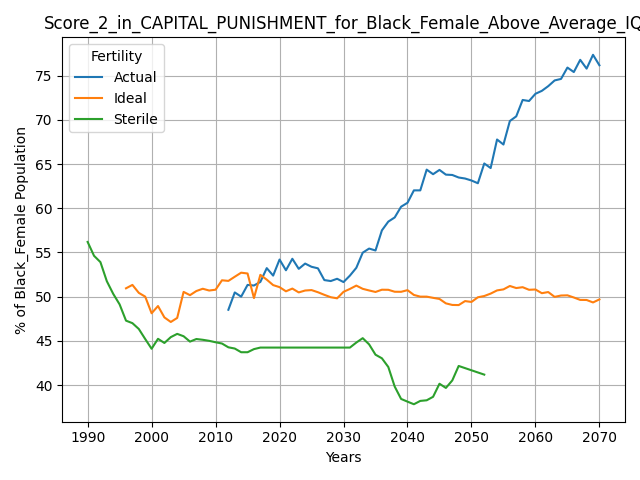 Score_2_in_CAPITAL_PUNISHMENT_for_Black_Female_Above_Average_IQ
Fertility
Actual
Ideal
Sterile
% of Black_Female Population
75
70
65
60
55
50
45
40
1990 2000 2010 2020 2030 2040 2050 2060 2070
Years